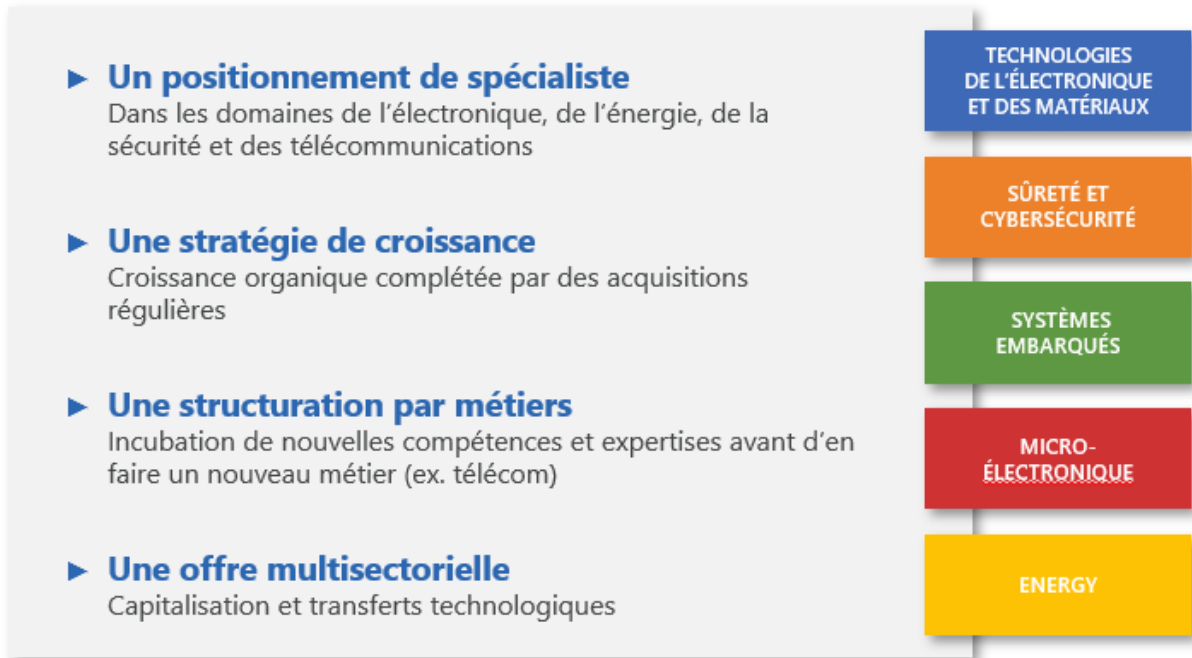 ► Un positionnement de spécialiste
Dans les domaines de l'électronique, de l'énergie, de la
sécurité et des télécommunications
► Une stratégie de croissance
Croissance organique complétée par des acquisitions
régulières
► Une structuration par métiers
Incubation de nouvelles compétences et expertises avant d'en
faire un nouveau métier (ex. télécom)
► Une offre multisectorielle
Capitalisation et transferts technologiques
TECHNOLOGIES
DE L'ÉLECTRONIQUE
ET DES MATÉRIAUX
SÛRETÉ ET
CYBERSÉCURITÉ
SYSTÈMES
EMBARQUÉS
MICRO-
ÉLECTRONIQUE
ENERGY